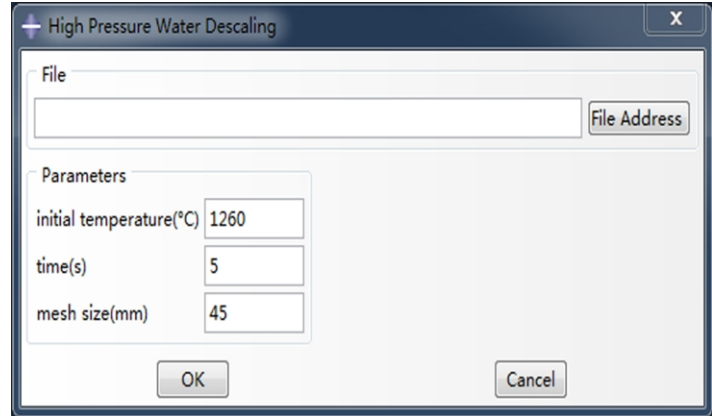 High Pressure Water Descaling
X
File
File Address
Parameters
initial temperature(°C) 1260
time(s) 5
mesh size(mm) 45
OK Cancel